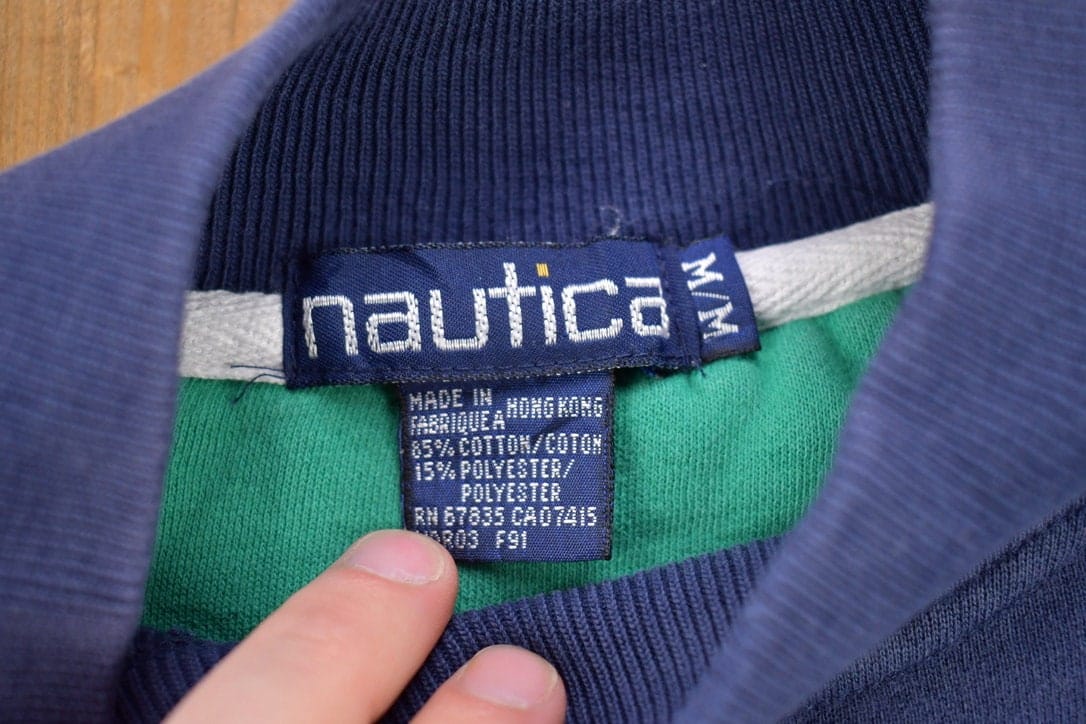 nautica
M/M
MADE IN HONG KONG
FABRIQUE A
85% COTTON/COTON
15% POLYESTER/
POLYESTER
RN 67835 CA07415
F91